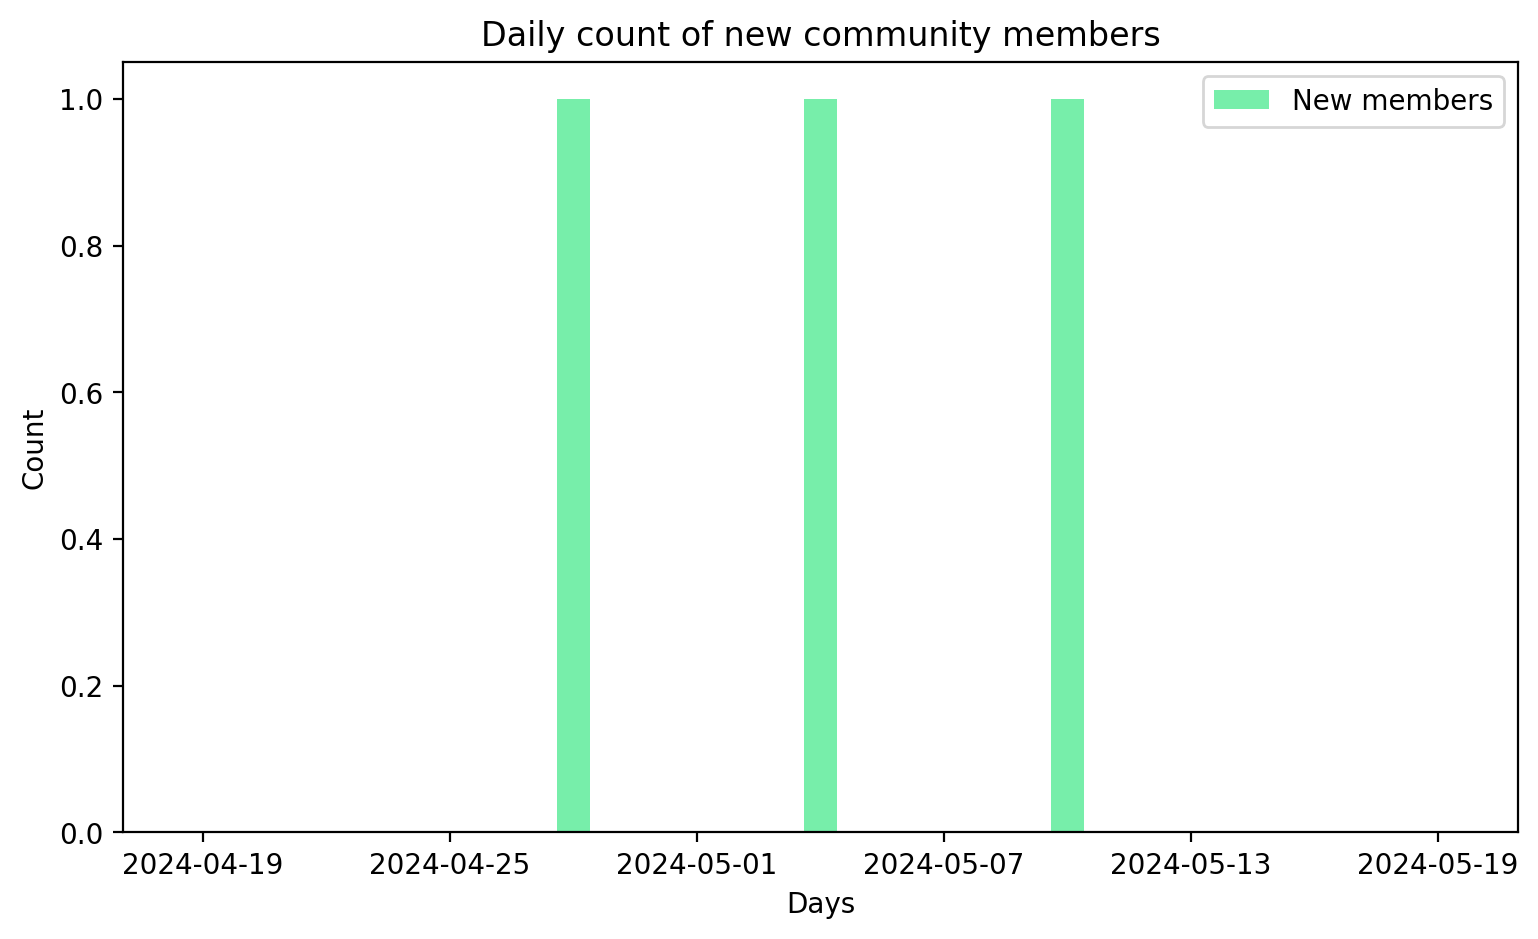 Daily count of new community members
New members
1.0
0.8
0.6
0.4
0.2
0.0
Count
2024-04-19 2024-04-25 2024-05-01 2024-05-07 2024-05-13 2024-05-19
Days